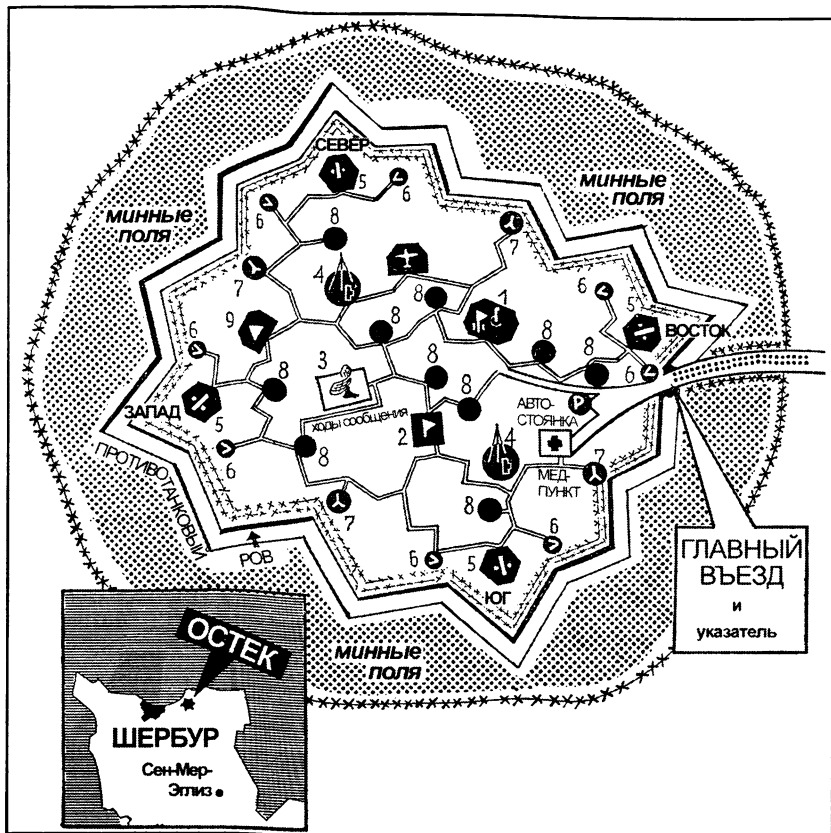 СЕВЕР
5
6
6
МИННЫЕ
ПОЛЯ
МИННЫЕ
ПОЛЯ
8
7
7
4
8
1
6
5
ВОСТОК
9
6
8
8
8
6
3
8
8
8
P
АВТО-
СТОЯНКА
ЗАПАД
5
ХОДЫ СООБЩЕНИЯ
2
4
6
8
МЕД-
ПУНКТ
7
7
8
ПРОТИВОТАНКОВЫЙ
РОВ
6
6
5
ЮГ
ГЛАВНЫЙ
ВЪЕЗД
и
указатель
МИННЫЕ
ПОЛЯ
ОСТЕК
ШЕРБУР
Сен-Мер-
Эглиз